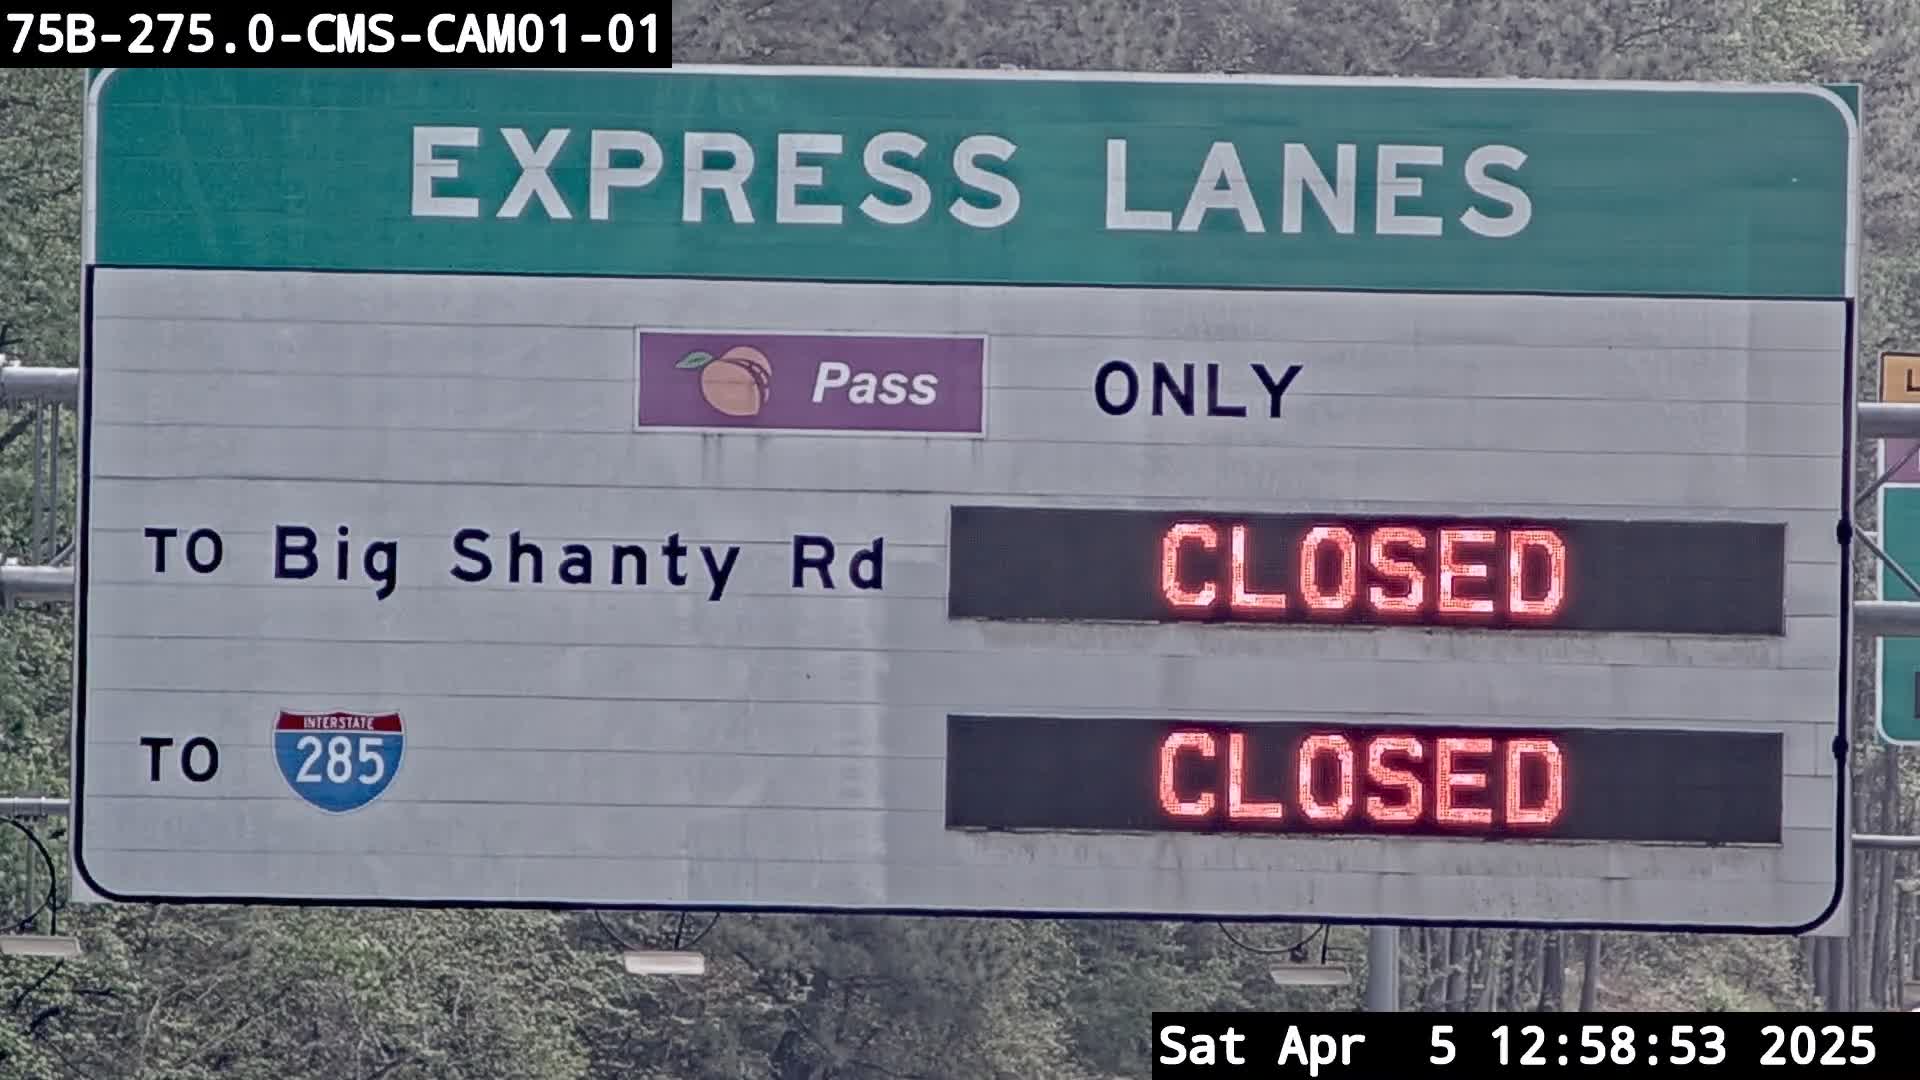 75B-275.0-CMS-CAM01-01
EXPRESS LANES
Pass ONLY
TO Big Shanty Rd CLOSED
TO INTERSTATE 285 CLOSED
Sat Apr 5 12:58:53 2025